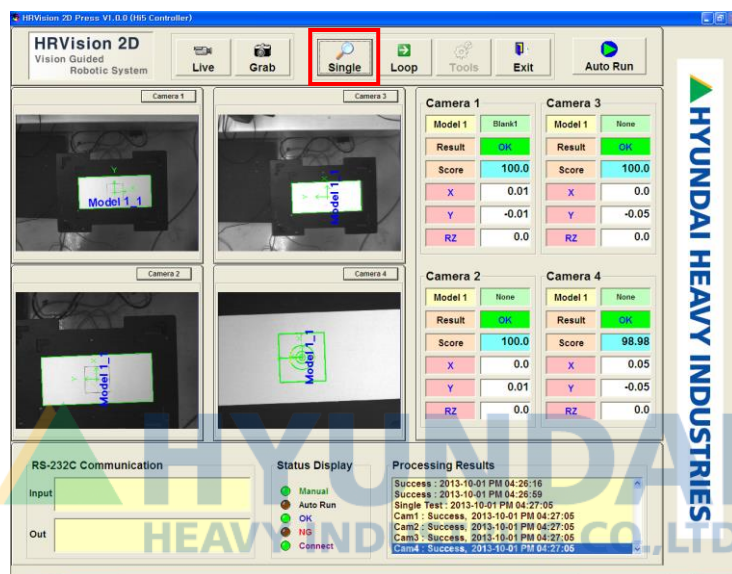 HRVision 2D Press V1.0.0 (Hi5 Controller)
HRVision 2D
Vision Guided
Robotic System
Live
Grab
Single
Loop
Tools
Exit
Auto Run
Camera 1
Camera 3
Model 1_1
Model 1_1
Camera 2
Camera 4
Model 1_1
Model 1_1
Camera 1
Model 1 Blank1
Result OK
Score 100.0
X 0.01
Y -0.01
RZ 0.0
Camera 3
Model 1 None
Result OK
Score 100.0
X 0.0
Y -0.05
RZ 0.0
Camera 2
Model 1 None
Result OK
Score 100.0
X 0.0
Y 0.01
RZ 0.0
Camera 4
Model 1 None
Result OK
Score 98.98
X 0.05
Y -0.05
RZ 0.0
RS-232C Communication
Input
Out
Status Display
Manual
Auto Run
OK
NG
Connect
Processing Results
Success : 2013-10-01 PM 04:26:16
Success : 2013-10-01 PM 04:26:59
Single Test : 2013-10-01 PM 04:27:05
Cam1 : Success, 2013-10-01 PM 04:27:05
Cam2 : Success, 2013-10-01 PM 04:27:05
Cam3 : Success, 2013-10-01 PM 04:27:05
Cam4 : Success, 2013-10-01 PM 04:27:05
HYUNDAI HEAVY INDUSTRIES
HYUNDAI
HEAVY INDUSTRIES CO.,LTD